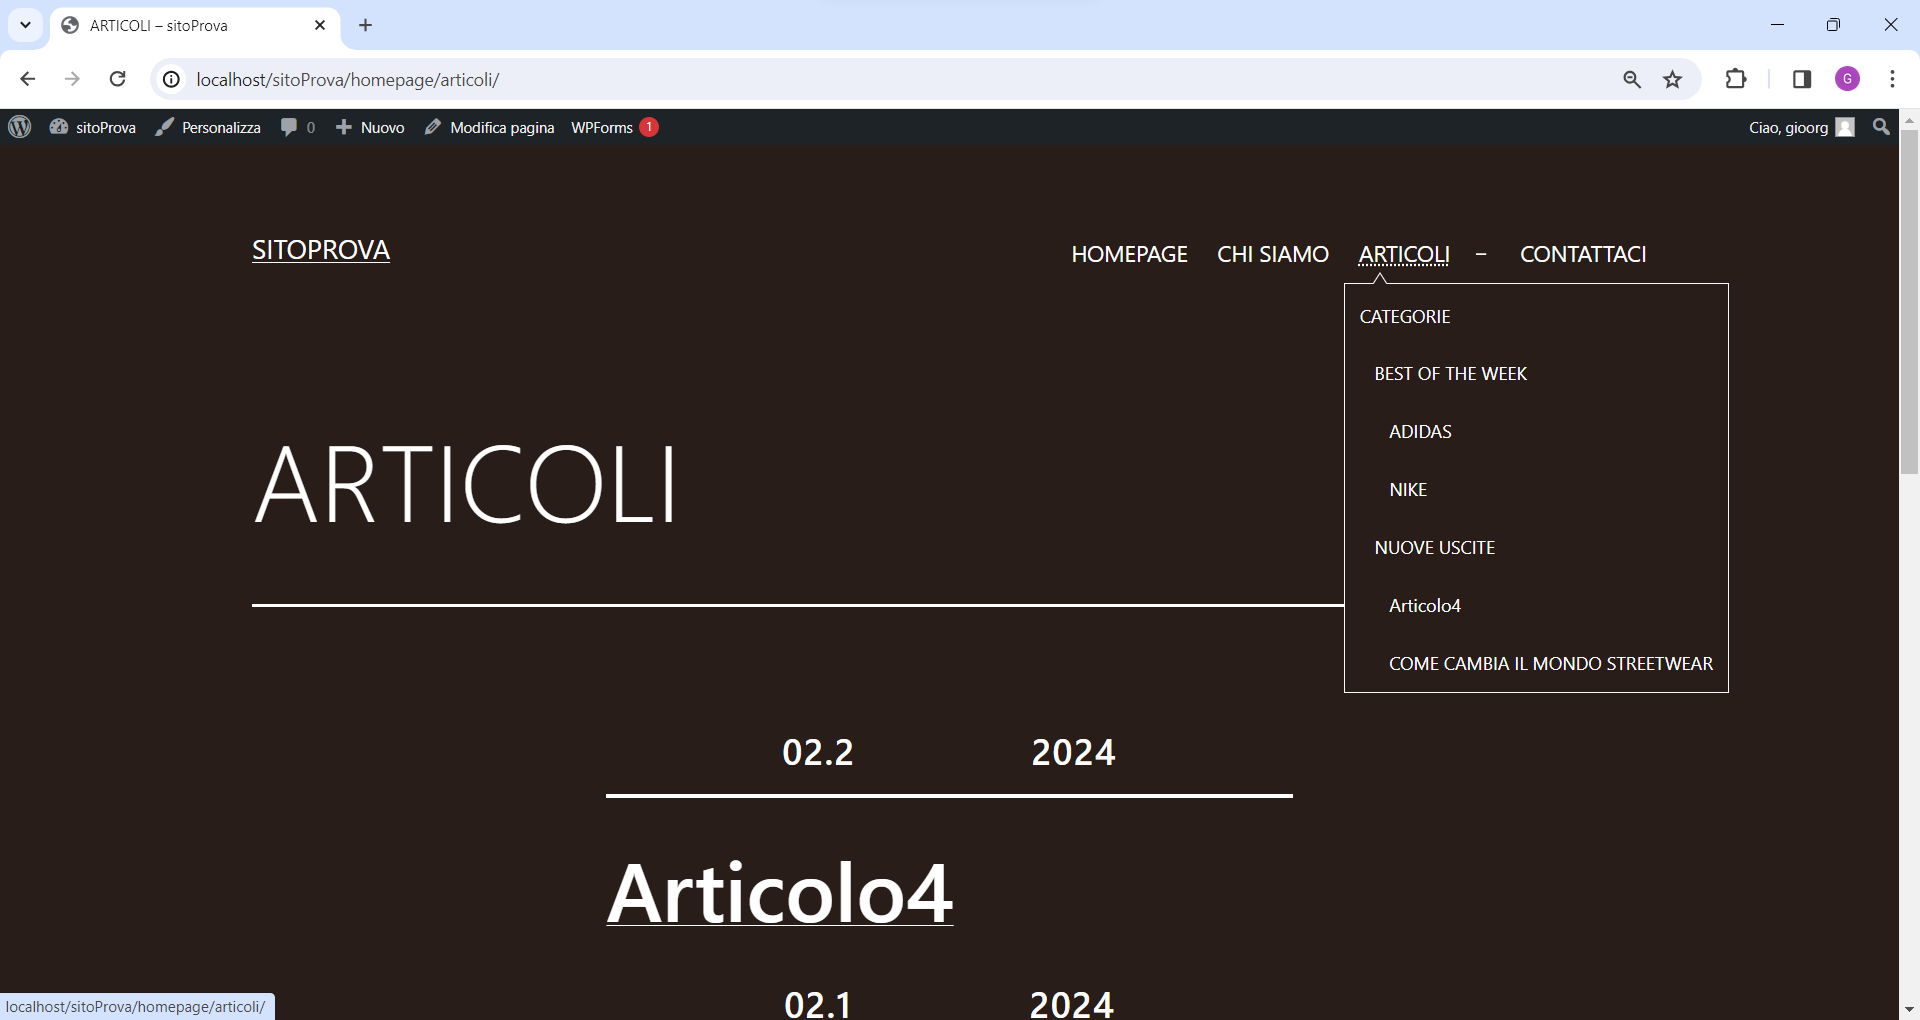 ARTICOLI – sitoProva
localhost/sitoProva/homepage/articoli/
G
sitoProva
Personalizza
0
Nuovo
Modifica pagina
WPForms 1
Ciao, gioorg
SITOPROVA
HOMEPAGE
CHI SIAMO
ARTICOLI –
CONTATTACI
CATEGORIE
BEST OF THE WEEK
ADIDAS
NIKE
NUOVE USCITE
Articolo4
COME CAMBIA IL MONDO STREETWEAR
ARTICOLI
02.2 2024
Articolo4
02.1 2024
localhost/sitoProva/homepage/articoli/